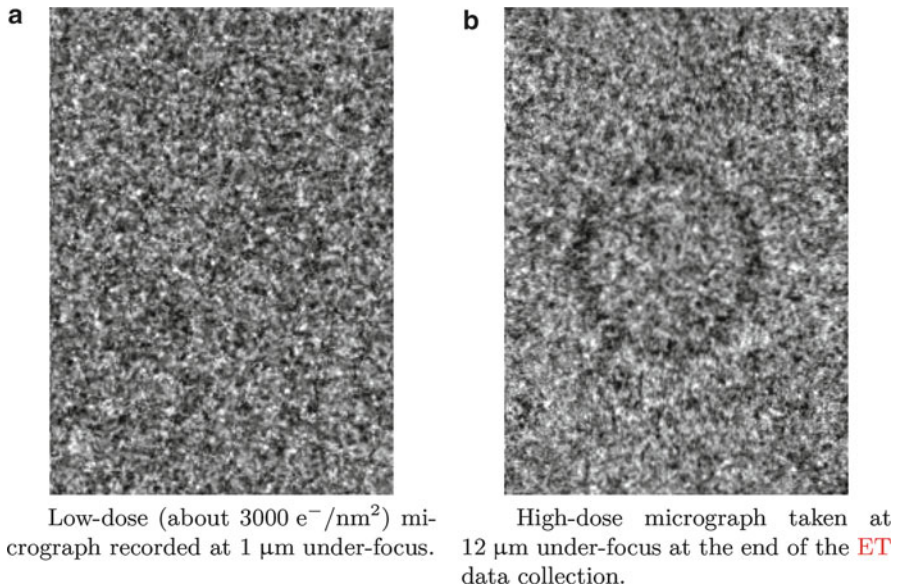 a
b
Low-dose (about 3000 e⁻/nm²) mi-
crograph recorded at 1 μm under-focus.
High-dose micrograph taken at
12 μm under-focus at the end of the ET
data collection.